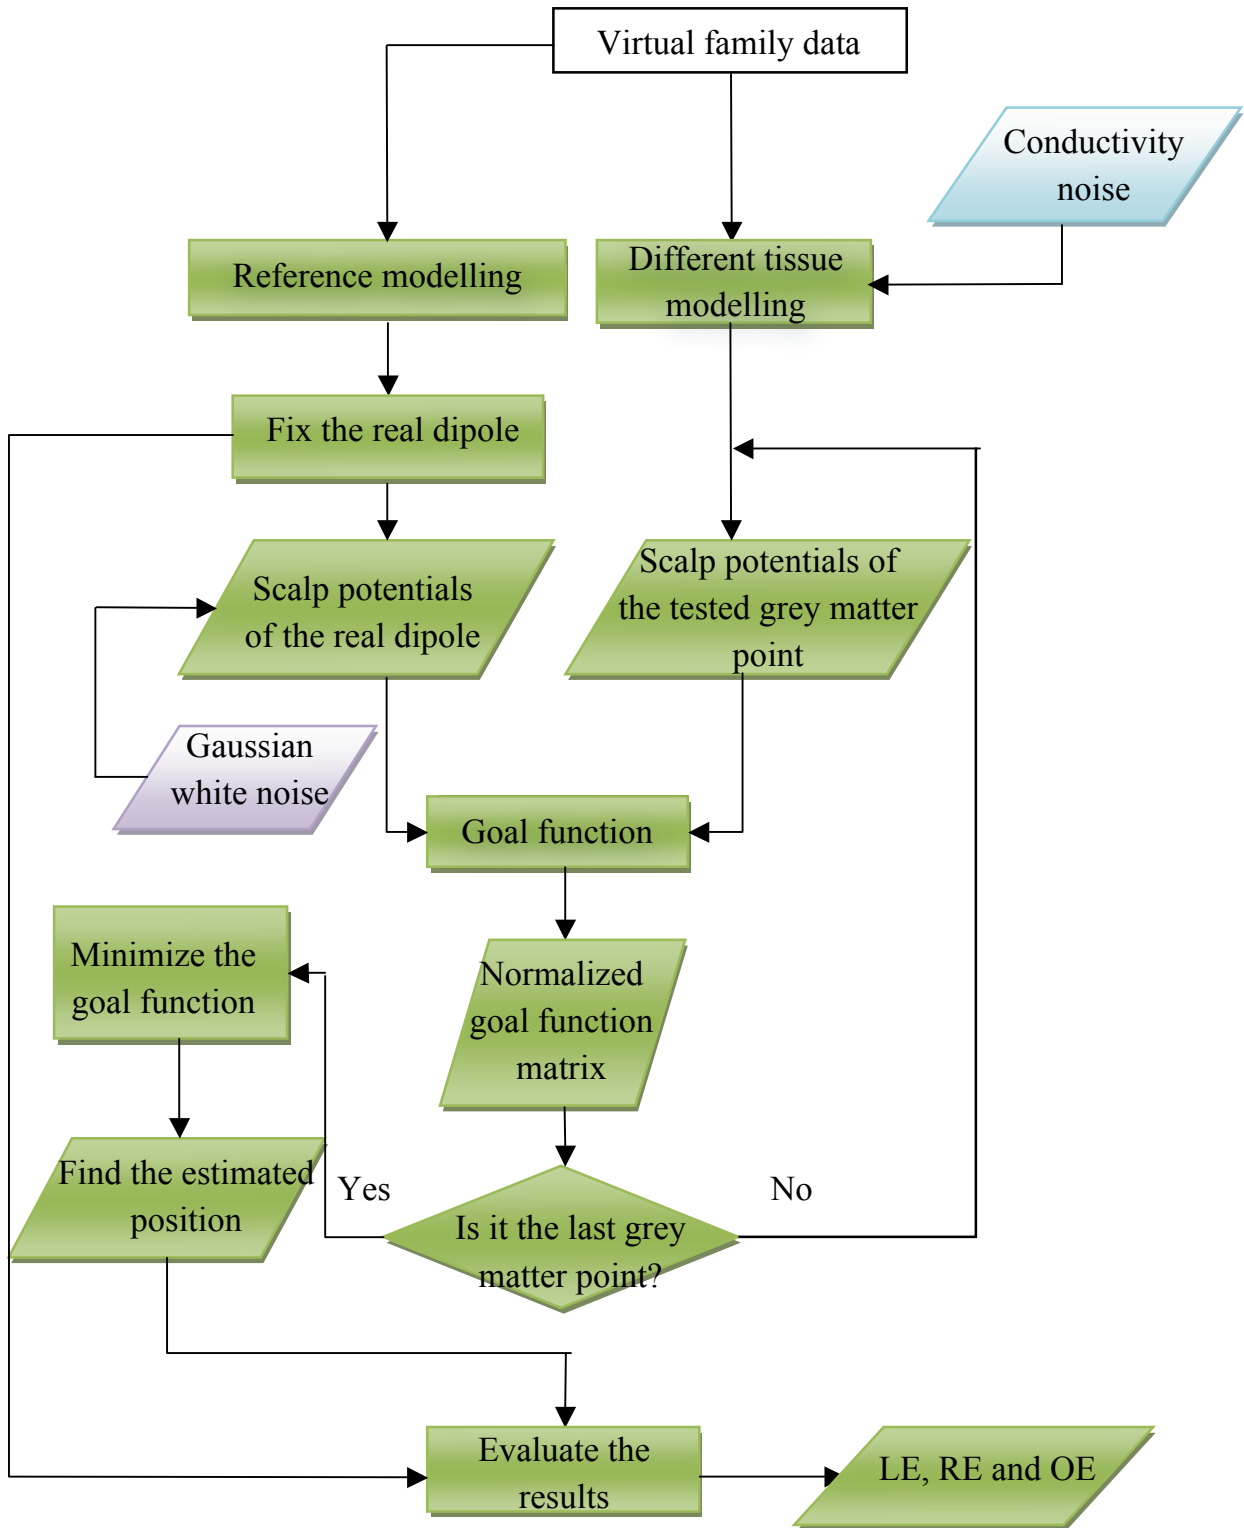 Virtual family data
Conductivity
noise
Reference modelling
Different tissue
modelling
Fix the real dipole
Scalp potentials
of the real dipole
Scalp potentials of
the tested grey matter
point
Gaussian
white noise
Goal function
Minimize the
goal function
Normalized
goal function
matrix
Find the estimated
position
Yes
No
Is it the last grey
matter point?
Evaluate the
results
LE, RE and OE